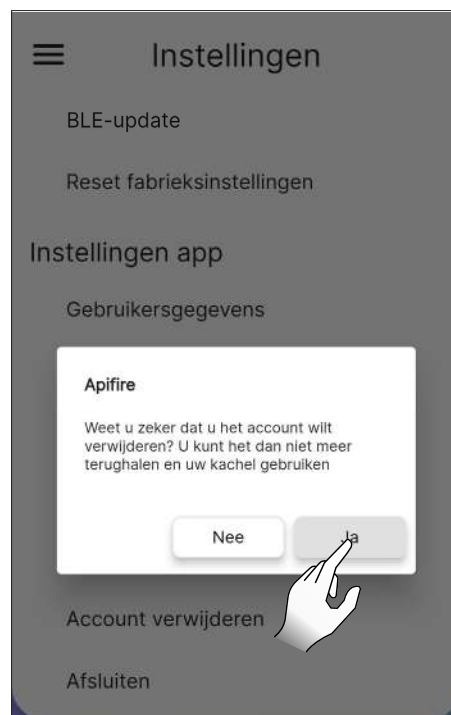 Instellingen
BLE-update
Reset fabrieksinstellingen
Instellingen app
Gebruikersgegevens
Apifire
Weet u zeker dat u het account wilt
verwijderen? U kunt het dan niet meer
terughalen en uw kachel gebruiken
Nee
Ja
Account verwijderen
Afsluiten